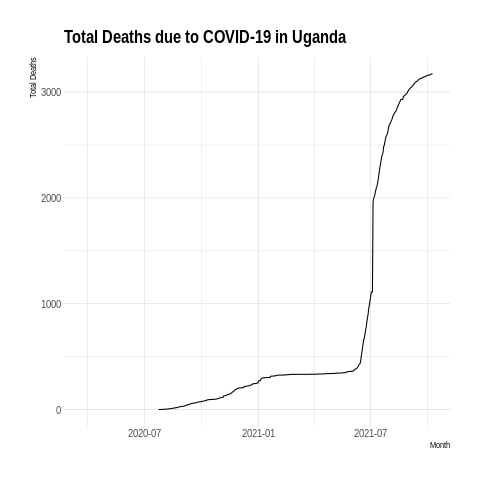 Total Deaths due to COVID-19 in Uganda
Total Deaths
3000
2000
1000
0
2020-07
2021-01
2021-07
Month